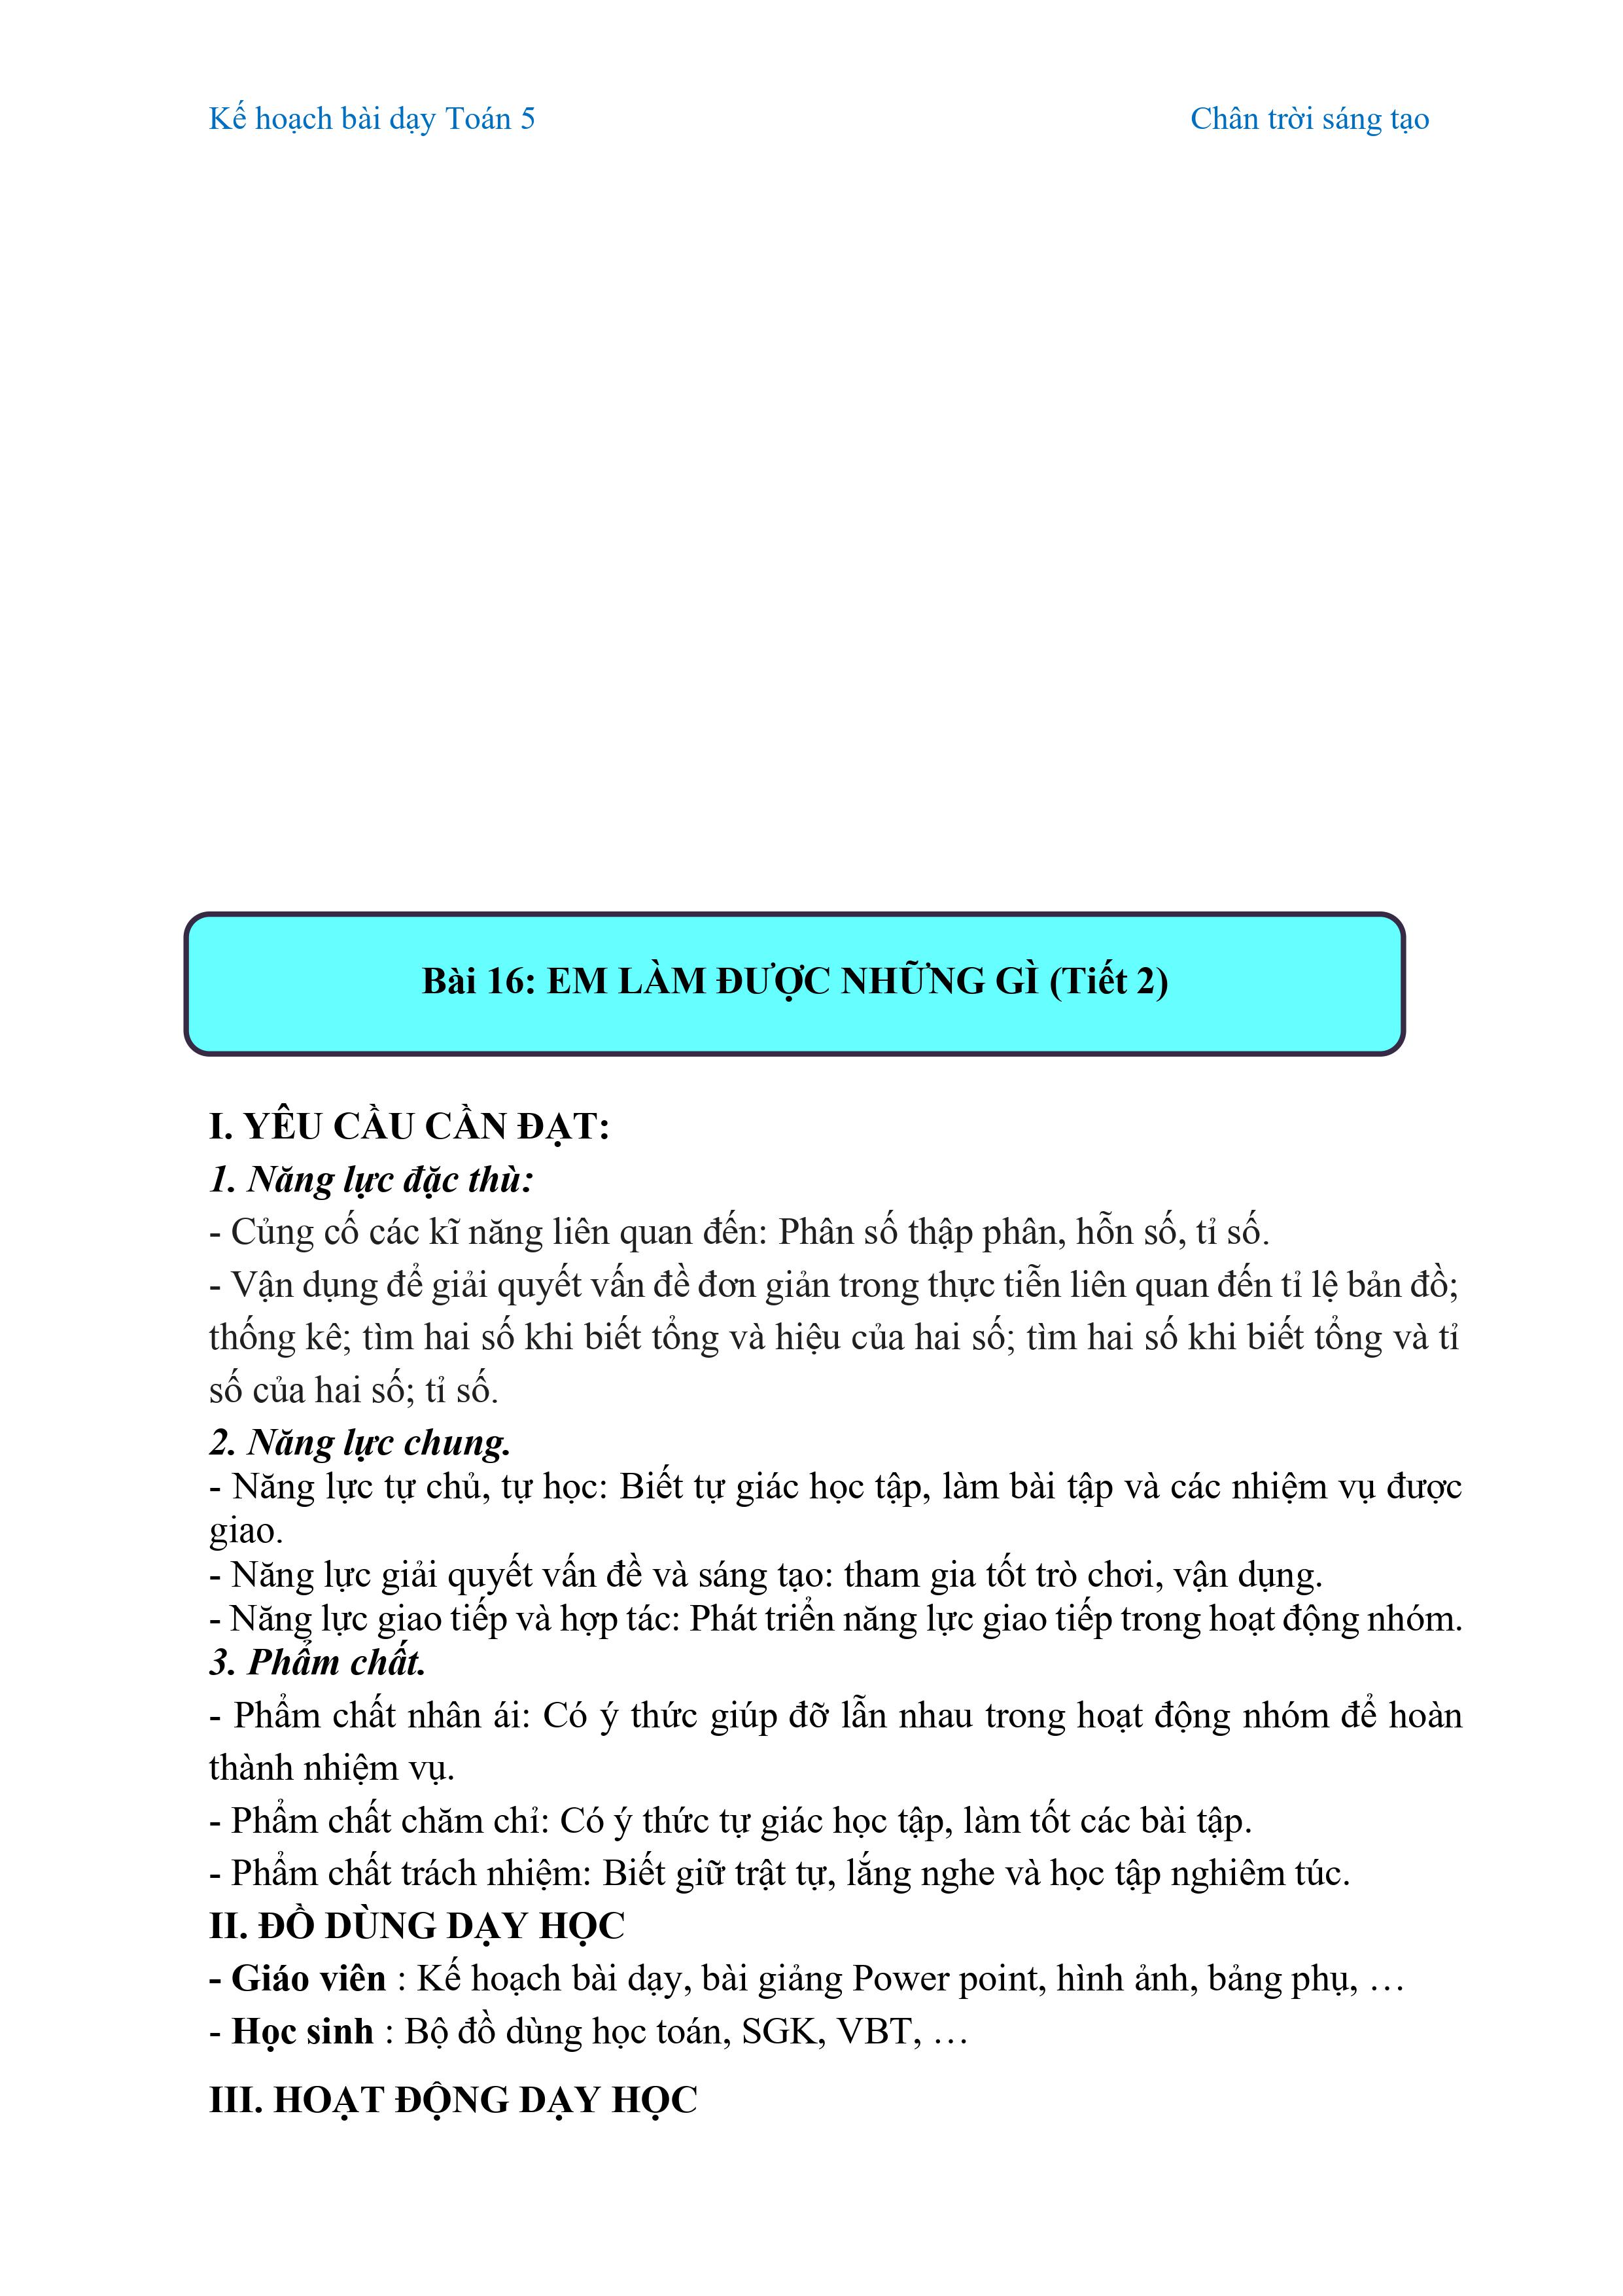 Kế hoạch bài dạy Toán 5 Chân trời sáng tạo
Bài 16: EM LÀM ĐƯỢC NHỮNG GÌ (Tiết 2)
I. YÊU CẦU CẦN ĐẠT:
1. Năng lực đặc thù:
- Củng cố các kĩ năng liên quan đến: Phân số thập phân, hỗn số, tỉ số.
- Vận dụng để giải quyết vấn đề đơn giản trong thực tiễn liên quan đến tỉ lệ bản đồ;
thống kê; tìm hai số khi biết tổng và hiệu của hai số; tìm hai số khi biết tổng và tỉ
số của hai số; tỉ số.
2. Năng lực chung.
- Năng lực tự chủ, tự học: Biết tự giác học tập, làm bài tập và các nhiệm vụ được
giao.
- Năng lực giải quyết vấn đề và sáng tạo: tham gia tốt trò chơi, vận dụng.
- Năng lực giao tiếp và hợp tác: Phát triển năng lực giao tiếp trong hoạt động nhóm.
3. Phẩm chất.
- Phẩm chất nhân ái: Có ý thức giúp đỡ lẫn nhau trong hoạt động nhóm để hoàn
thành nhiệm vụ.
- Phẩm chất chăm chỉ: Có ý thức tự giác học tập, làm tốt các bài tập.
- Phẩm chất trách nhiệm: Biết giữ trật tự, lắng nghe và học tập nghiêm túc.
II. ĐỒ DÙNG DẠY HỌC
- Giáo viên : Kế hoạch bài dạy, bài giảng Power point, hình ảnh, bảng phụ, …
- Học sinh : Bộ đồ dùng học toán, SGK, VBT, …
III. HOẠT ĐỘNG DẠY HỌC